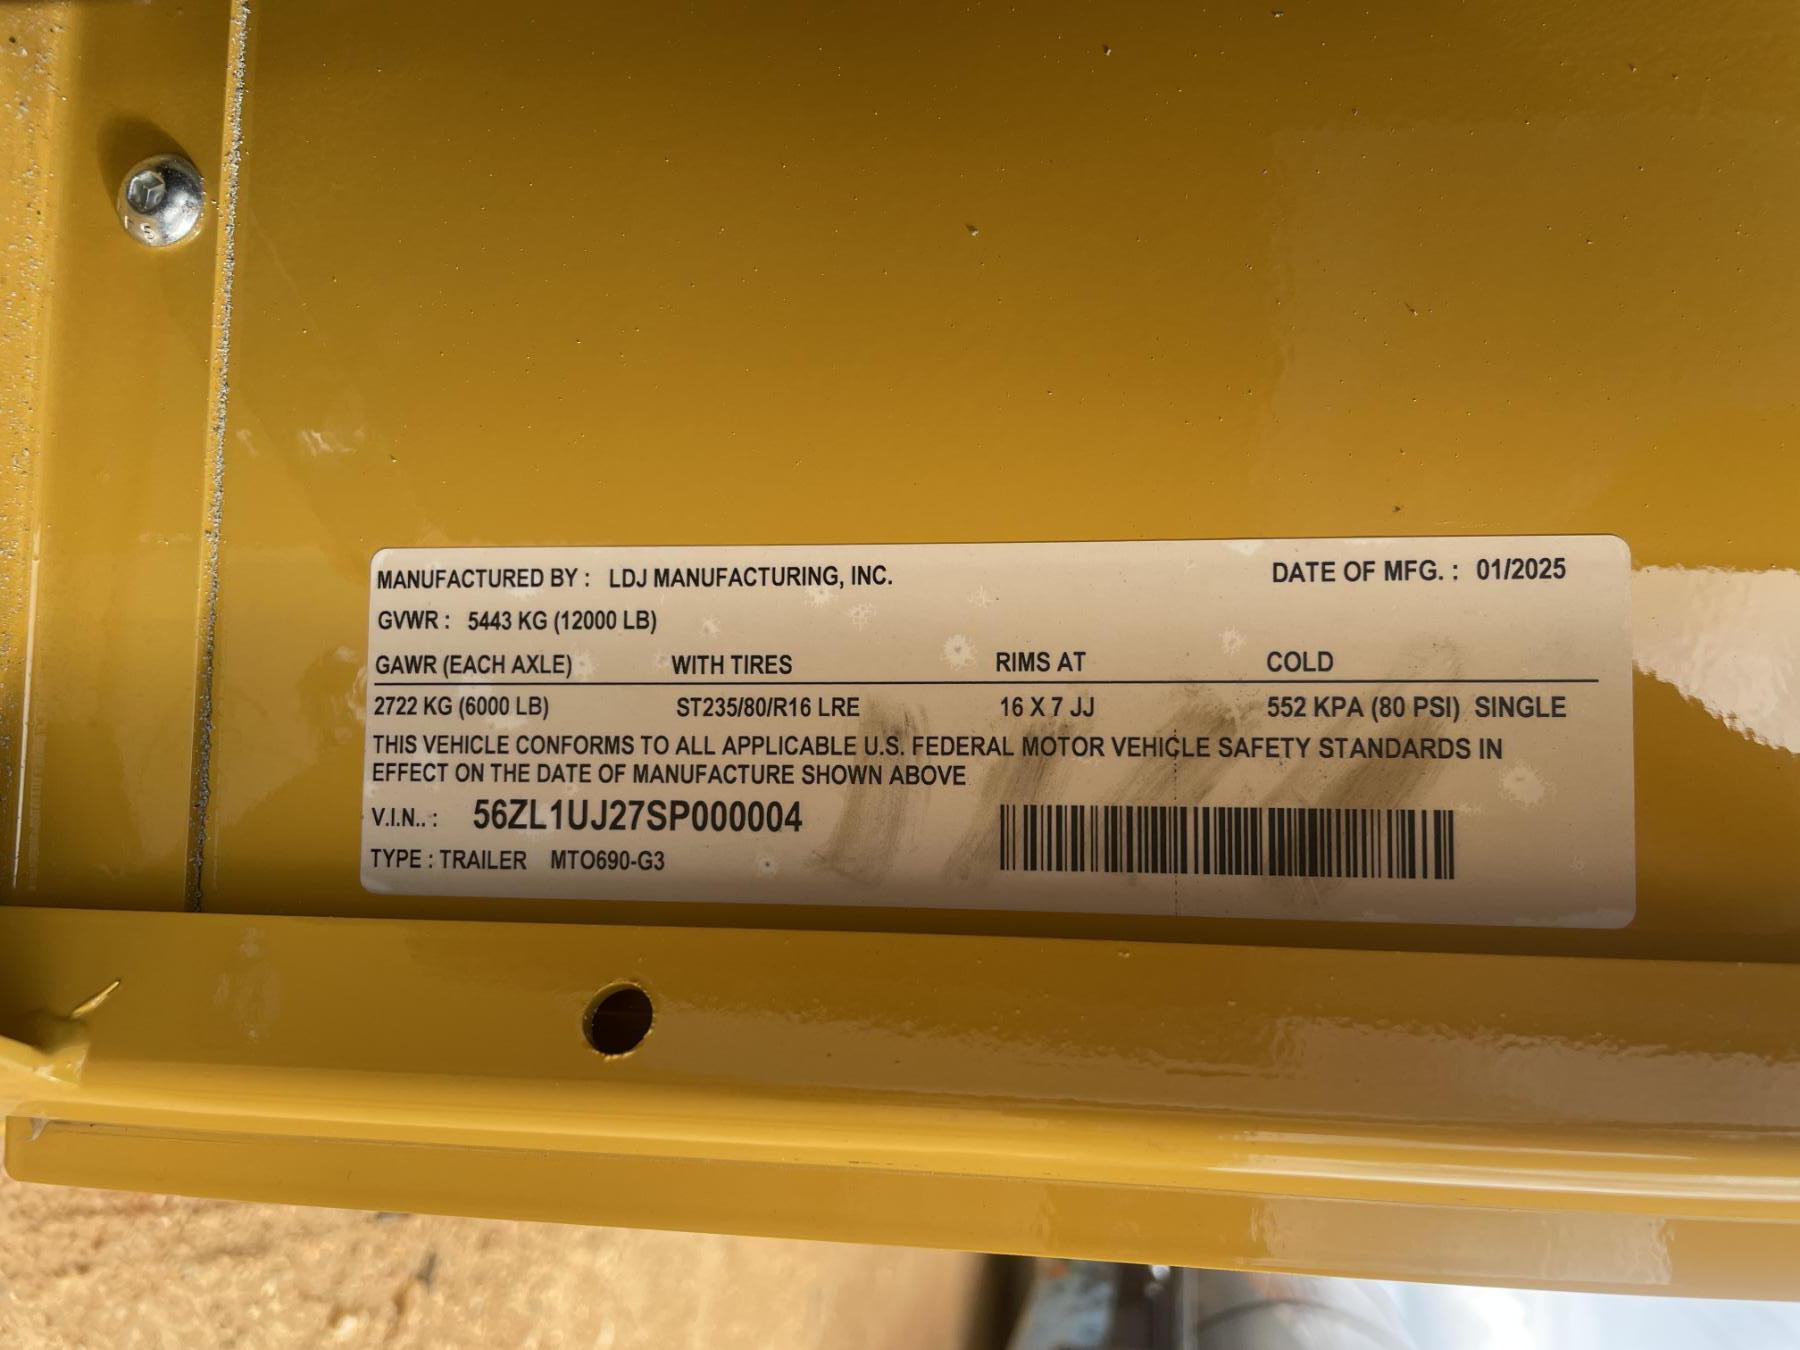 MANUFACTURED BY : LDJ MANUFACTURING, INC. DATE OF MFG. : 01/2025
GVWR : 5443 KG (12000 LB)
GAWR (EACH AXLE) WITH TIRES RIMS AT COLD
2722 KG (6000 LB) ST235/80/R16 LRE 16 X 7 JJ 552 KPA (80 PSI) SINGLE
THIS VEHICLE CONFORMS TO ALL APPLICABLE U.S. FEDERAL MOTOR VEHICLE SAFETY STANDARDS IN
EFFECT ON THE DATE OF MANUFACTURE SHOWN ABOVE
V.I.N.. : 56ZL1UJ27SP000004
TYPE : TRAILER MTO690-G3